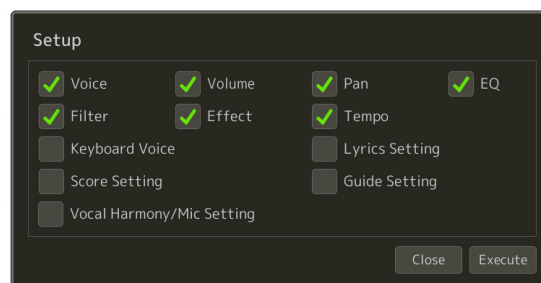 Setup
Voice Volume Pan EQ
Filter Effect Tempo
Keyboard Voice Lyrics Setting
Score Setting Guide Setting
Vocal Harmony/Mic Setting
Close Execute